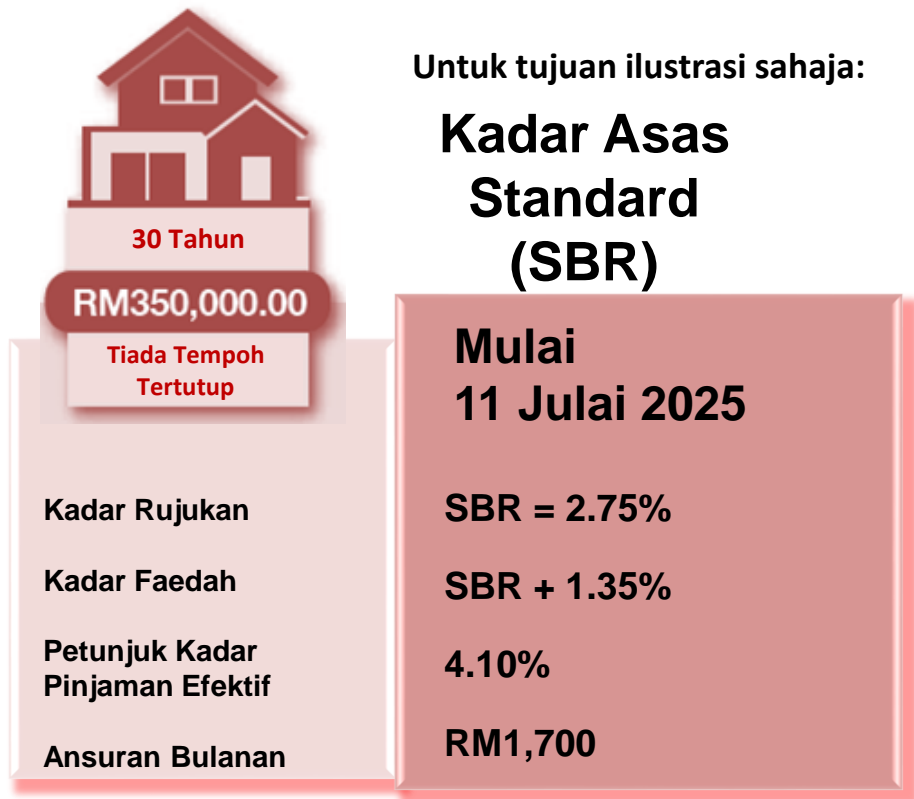 Untuk tujuan ilustrasi sahaja:
Kadar Asas
Standard
(SBR)
30 Tahun
RM350,000.00
Tiada Tempoh
Tertutup
Mulai
11 Julai 2025
Kadar Rujukan
SBR = 2.75%
Kadar Faedah
SBR + 1.35%
Petunjuk Kadar
Pinjaman Efektif
4.10%
Ansuran Bulanan
RM1,700